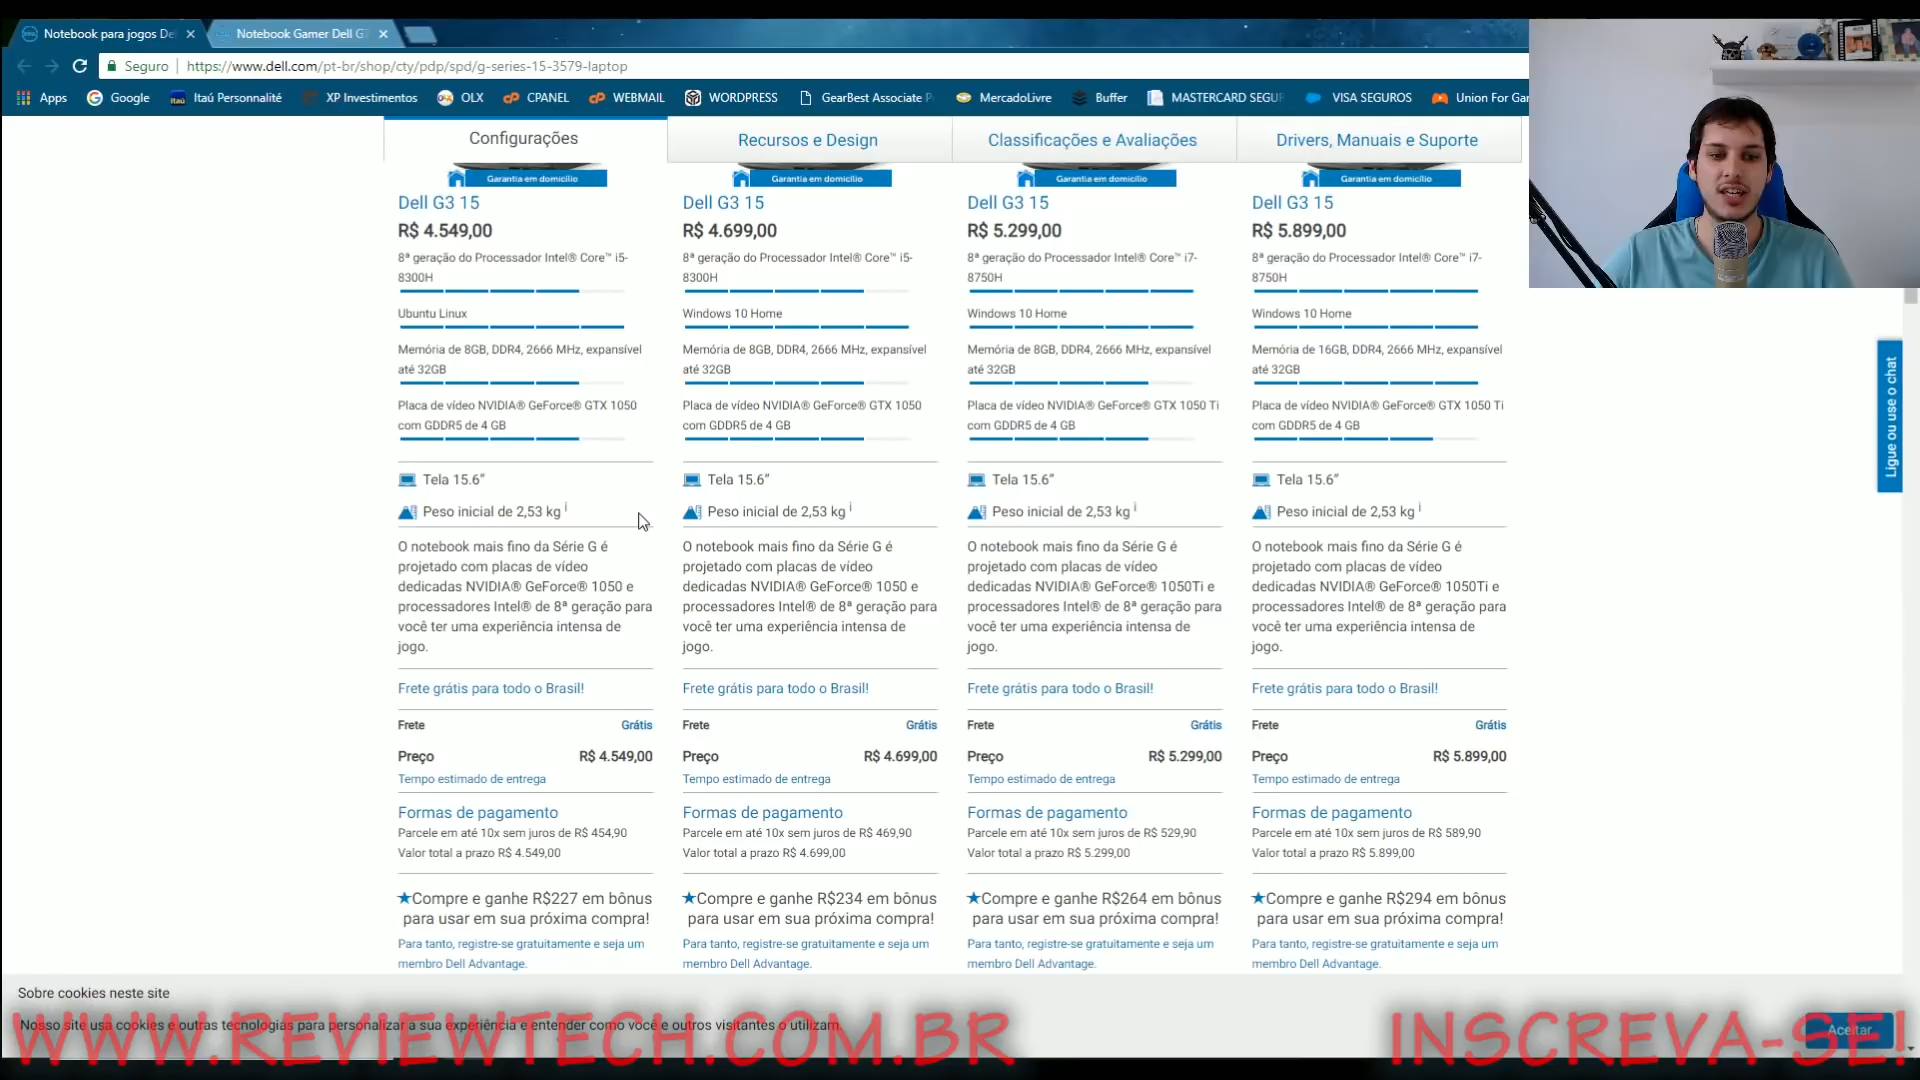 Notebook para jogos De
Notebook Gamer Dell G
Seguro
https://www.dell.com/pt-br/shop/cty/pdp/spd/g-series-15-3579-laptop
Apps
Google
Itaú Personnalité
XP Investimentos
OLX
CPANEL
WEBMAIL
WORDPRESS
GearBest Associate P
MercadoLivre
Buffer
MASTERCARD SEGU
VISA SEGUROS
Union For Gar
Configurações
Recursos e Design
Classificações e Avaliações
Drivers, Manuais e Suporte
Garantia em domicílio
Dell G3 15
R$ 4.549,00
8ª geração do Processador Intel® Core™ i5-
8300H
Ubuntu Linux
Memória de 8GB, DDR4, 2666 MHz, expansível
até 32GB
Placa de vídeo NVIDIA® GeForce® GTX 1050
com GDDR5 de 4 GB
Tela 15.6”
Peso inicial de 2,53 kg i
O notebook mais fino da Série G é
projetado com placas de vídeo
dedicadas NVIDIA® GeForce® 1050 e
processadores Intel® de 8ª geração para
você ter uma experiência intensa de
jogo.
Frete grátis para todo o Brasil!
Frete Grátis
Preço R$ 4.549,00
Tempo estimado de entrega
Formas de pagamento
Parcele em até 10x sem juros de R$ 454,90
Valor total a prazo R$ 4.549,00
★Compre e ganhe R$227 em bônus
para usar em sua próxima compra!
Para tanto, registre-se gratuitamente e seja um
membro Dell Advantage.
Garantia em domicílio
Dell G3 15
R$ 4.699,00
8ª geração do Processador Intel® Core™ i5-
8300H
Windows 10 Home
Memória de 8GB, DDR4, 2666 MHz, expansível
até 32GB
Placa de vídeo NVIDIA® GeForce® GTX 1050
com GDDR5 de 4 GB
Tela 15.6”
Peso inicial de 2,53 kg i
O notebook mais fino da Série G é
projetado com placas de vídeo
dedicadas NVIDIA® GeForce® 1050 e
processadores Intel® de 8ª geração para
você ter uma experiência intensa de
jogo.
Frete grátis para todo o Brasil!
Frete Grátis
Preço R$ 4.699,00
Tempo estimado de entrega
Formas de pagamento
Parcele em até 10x sem juros de R$ 469,90
Valor total a prazo R$ 4.699,00
★Compre e ganhe R$234 em bônus
para usar em sua próxima compra!
Para tanto, registre-se gratuitamente e seja um
membro Dell Advantage.
Garantia em domicílio
Dell G3 15
R$ 5.299,00
8ª geração do Processador Intel® Core™ i7-
8750H
Windows 10 Home
Memória de 8GB, DDR4, 2666 MHz, expansível
até 32GB
Placa de vídeo NVIDIA® GeForce® GTX 1050 Ti
com GDDR5 de 4 GB
Tela 15.6”
Peso inicial de 2,53 kg i
O notebook mais fino da Série G é
projetado com placas de vídeo
dedicadas NVIDIA® GeForce® 1050Ti e
processadores Intel® de 8ª geração para
você ter uma experiência intensa de
jogo.
Frete grátis para todo o Brasil!
Frete Grátis
Preço R$ 5.299,00
Tempo estimado de entrega
Formas de pagamento
Parcele em até 10x sem juros de R$ 529,90
Valor total a prazo R$ 5.299,00
★Compre e ganhe R$264 em bônus
para usar em sua próxima compra!
Para tanto, registre-se gratuitamente e seja um
membro Dell Advantage.
Garantia em domicílio
Dell G3 15
R$ 5.899,00
8ª geração do Processador Intel® Core™ i7-
8750H
Windows 10 Home
Memória de 16GB, DDR4, 2666 MHz, expansível
até 32GB
Placa de vídeo NVIDIA® GeForce® GTX 1050 Ti
com GDDR5 de 4 GB
Tela 15.6”
Peso inicial de 2,53 kg i
O notebook mais fino da Série G é
projetado com placas de vídeo
dedicadas NVIDIA® GeForce® 1050Ti e
processadores Intel® de 8ª geração para
você ter uma experiência intensa de
jogo.
Frete grátis para todo o Brasil!
Frete Grátis
Preço R$ 5.899,00
Tempo estimado de entrega
Formas de pagamento
Parcele em até 10x sem juros de R$ 589,90
Valor total a prazo R$ 5.899,00
★Compre e ganhe R$294 em bônus
para usar em sua próxima compra!
Para tanto, registre-se gratuitamente e seja um
membro Dell Advantage.
Ligue ou use o chat
Sobre cookies neste site
Nosso site usa cookies e outras tecnologias para personalizar a sua experiência e entender como você e outros visitantes o utilizam.
Aceitar
WWW.REVIEWTECH.COM.BR
INSCREVA-SE!